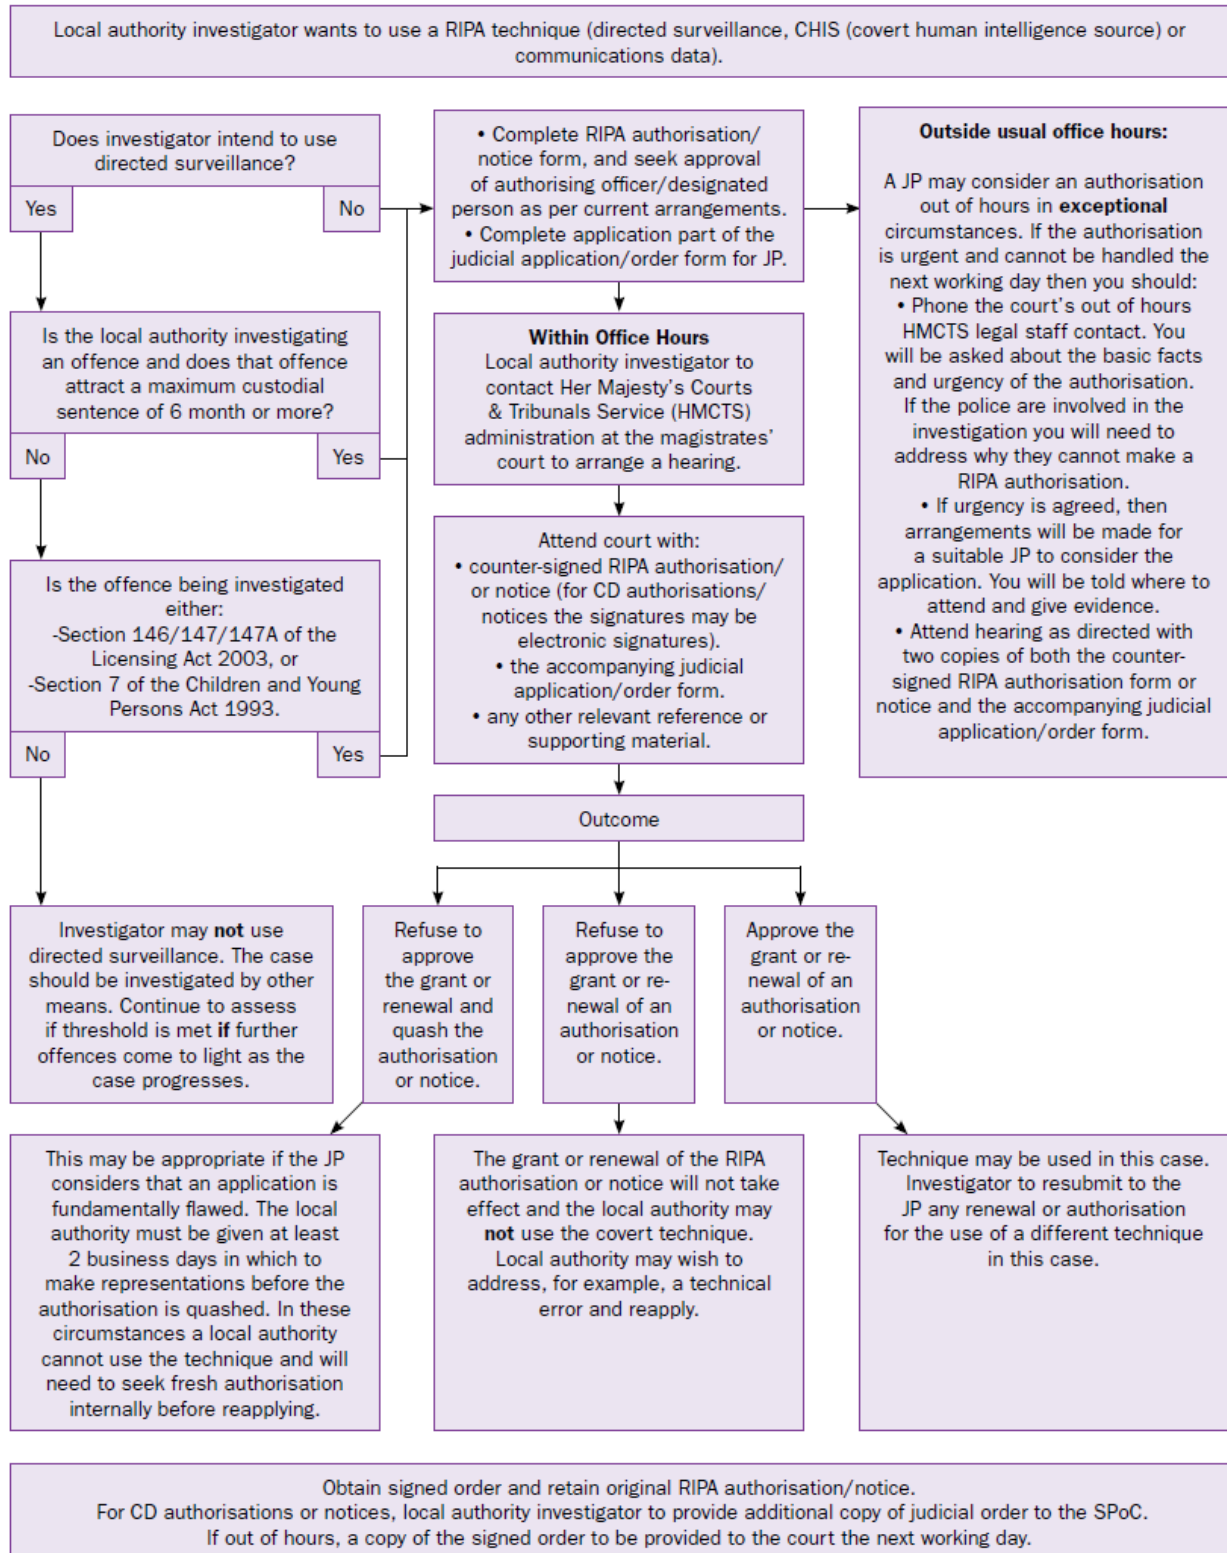 Local authority investigator wants to use a RIPA technique (directed surveillance, CHIS (covert human intelligence source) or
communications data).
Does investigator intend to use
directed surveillance?
Yes
No
Is the local authority investigating
an offence and does that offence
attract a maximum custodial
sentence of 6 month or more?
No
Yes
Is the offence being investigated
either:
-Section 146/147/147A of the
Licensing Act 2003, or
-Section 7 of the Children and Young
Persons Act 1993.
No
Yes
Investigator may not use
directed surveillance. The case
should be investigated by other
means. Continue to assess
if threshold is met if further
offences come to light as the
case progresses.
• Complete RIPA authorisation/
notice form, and seek approval
of authorising officer/designated
person as per current arrangements.
• Complete application part of the
judicial application/order form for JP.
Within Office Hours
Local authority investigator to
contact Her Majesty's Courts
& Tribunals Service (HMCTS)
administration at the magistrates'
court to arrange a hearing.
Attend court with:
• counter-signed RIPA authorisation/
or notice (for CD authorisations/
notices the signatures may be
electronic signatures).
• the accompanying judicial
application/order form.
• any other relevant reference or
supporting material.
Outside usual office hours:
A JP may consider an authorisation
out of hours in exceptional
circumstances. If the authorisation
is urgent and cannot be handled the
next working day then you should:
• Phone the court's out of hours
HMCTS legal staff contact. You
will be asked about the basic facts
and urgency of the authorisation.
If the police are involved in the
investigation you will need to
address why they cannot make a
RIPA authorisation.
• If urgency is agreed, then
arrangements will be made for
a suitable JP to consider the
application. You will be told where to
attend and give evidence.
• Attend hearing as directed with
two copies of both the counter-
signed RIPA authorisation form or
notice and the accompanying judicial
application/order form.
Outcome
Refuse to
approve
the grant or
renewal and
quash the
authorisation
or notice.
Refuse to
approve the
grant or re-
newal of an
authorisation
or notice.
Approve the
grant or re-
newal of an
authorisation
or notice.
This may be appropriate if the JP
considers that an application is
fundamentally flawed. The local
authority must be given at least
2 business days in which to
make representations before the
authorisation is quashed. In these
circumstances a local authority
cannot use the technique and will
need to seek fresh authorisation
internally before reapplying.
The grant or renewal of the RIPA
authorisation or notice will not take
effect and the local authority may
not use the covert technique.
Local authority may wish to
address, for example, a technical
error and reapply.
Technique may be used in this case.
Investigator to resubmit to the
JP any renewal or authorisation
for the use of a different technique
in this case.
Obtain signed order and retain original RIPA authorisation/notice.
For CD authorisations or notices, local authority investigator to provide additional copy of judicial order to the SPoC.
If out of hours, a copy of the signed order to be provided to the court the next working day.